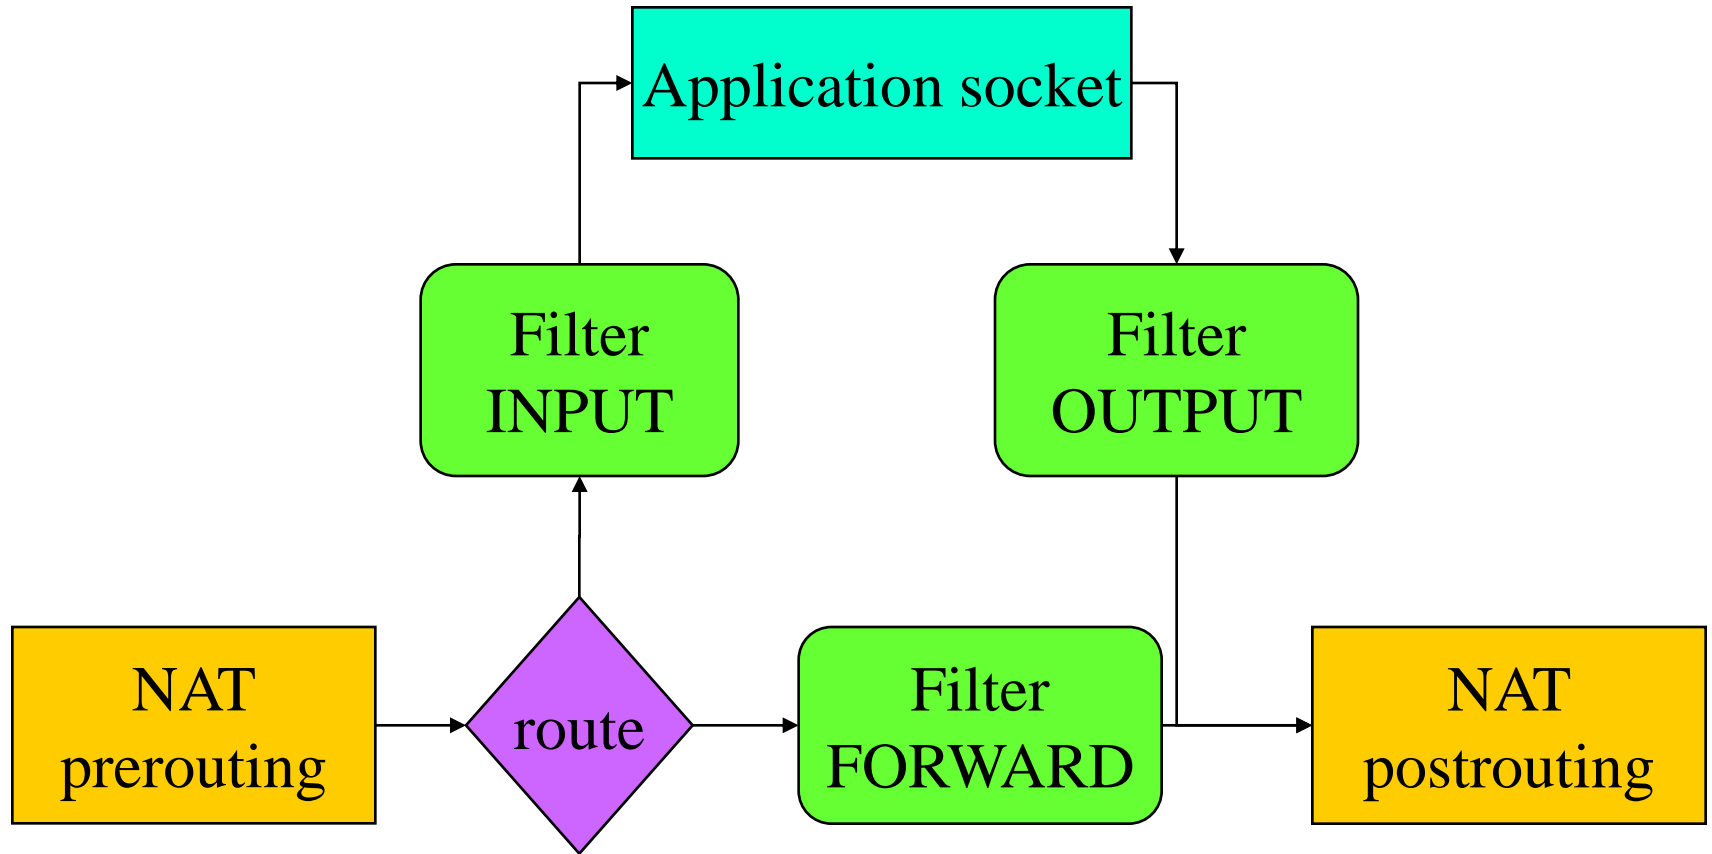 Application socket
Filter
INPUT
Filter
OUTPUT
NAT
prerouting
route
Filter
FORWARD
NAT
postrouting